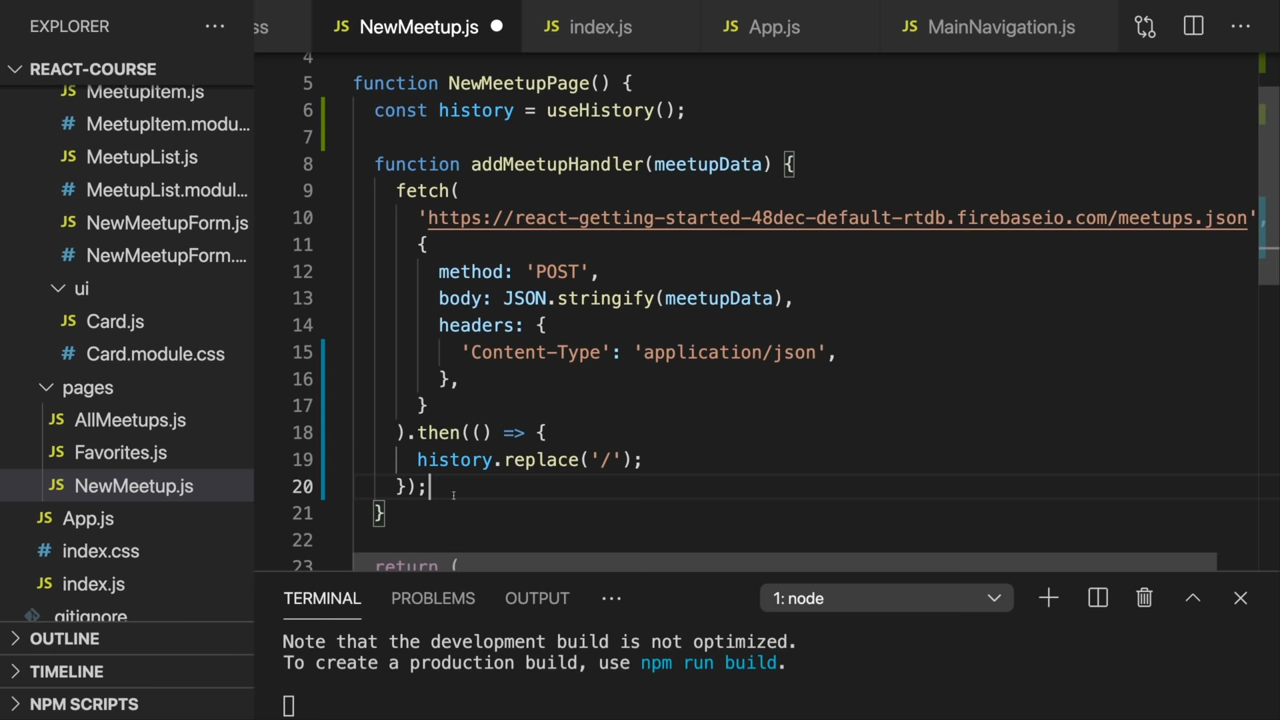 EXPLORER
REACT-COURSE
MeetupItem.js
MeetupItem.modu...
MeetupList.js
MeetupList.modul...
NewMeetupForm.js
NewMeetupForm....
ui
Card.js
Card.module.css
pages
AllMeetups.js
Favorites.js
NewMeetup.js
App.js
index.css
index.js
.gitignore
OUTLINE
TIMELINE
NPM SCRIPTS
ss JS NewMeetup.js JS index.js JS App.js JS MainNavigation.js
4
5 function NewMeetupPage() {
6 const history = useHistory();
7
8 function addMeetupHandler(meetupData) {
9 fetch(
10 'https://react-getting-started-48dec-default-rtdb.firebaseio.com/meetups.json',
11 {
12 method: 'POST',
13 body: JSON.stringify(meetupData),
14 headers: {
15 'Content-Type': 'application/json',
16 },
17 }
18 ).then(() => {
19 history.replace('/');
20 });
21 }
22
23 return (
TERMINAL PROBLEMS OUTPUT ... 1: node
Note that the development build is not optimized.
To create a production build, use npm run build.